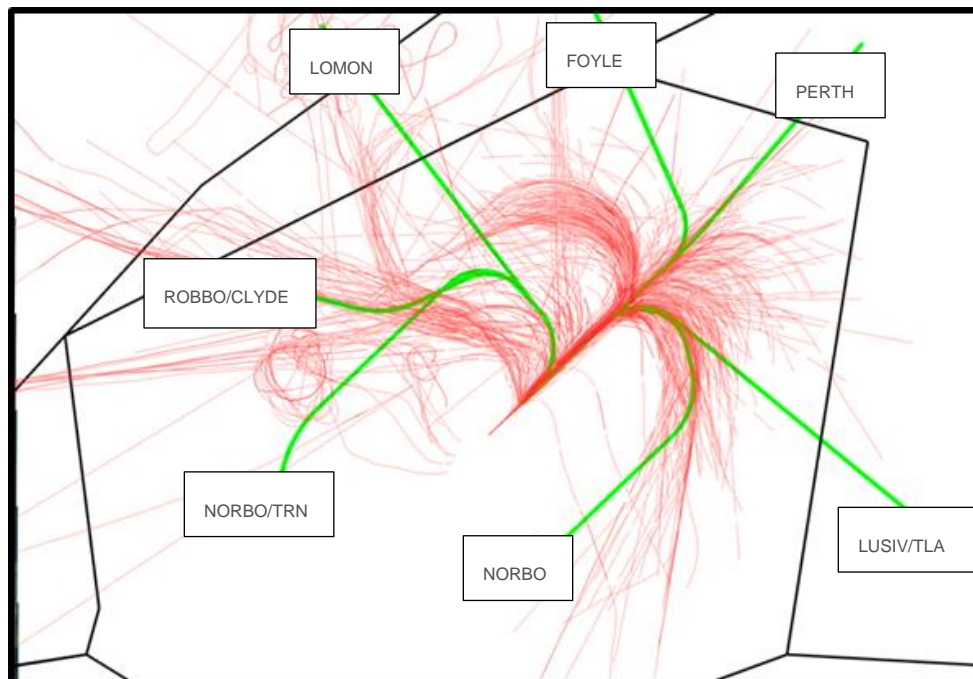 LOMON
FOYLE
PERTH
ROBBO/CLYDE
NORBO/TRN
NORBO
LUSIV/TLA